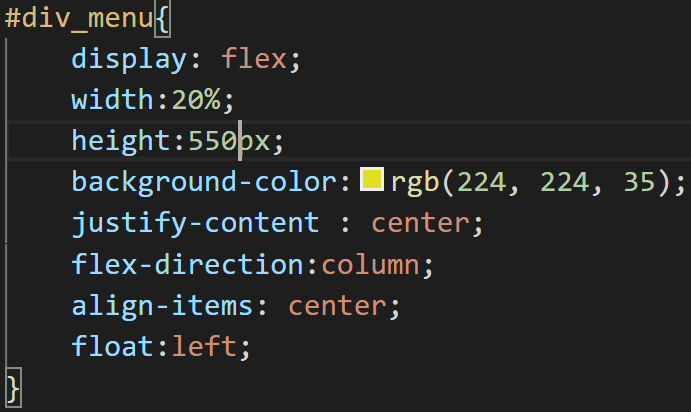 #div_menu{
display: flex;
width:20%;
height:550px;
background-color: rgb(224, 224, 35);
justify-content : center;
flex-direction:column;
align-items: center;
float:left;
}